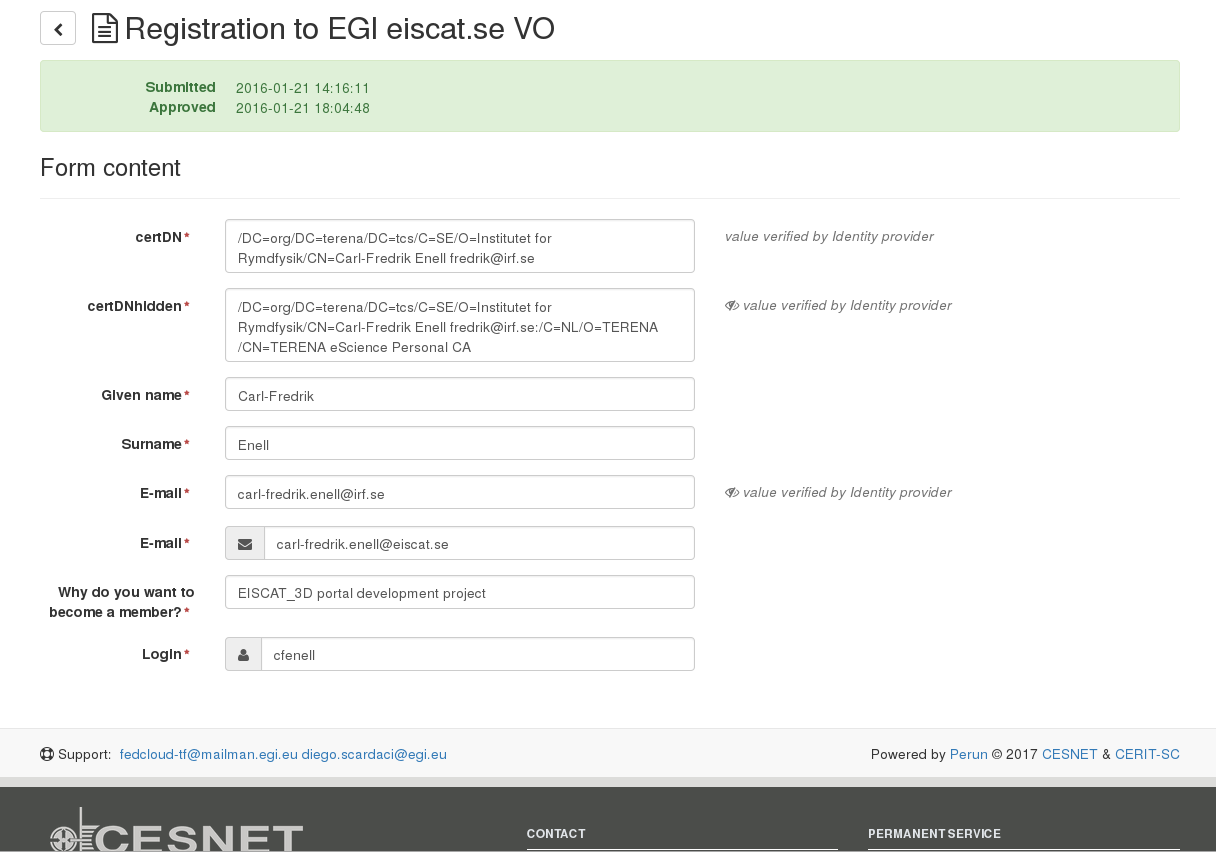 Registration to EGI eiscat.se VO
Submitted 2016-01-21 14:16:11
Approved 2016-01-21 18:04:48
Form content
certDN* /DC=org/DC=terena/DC=tcs/C=SE/O=Institutet for value verified by Identity provider
Rymdfysik/CN=Carl-Fredrik Enell fredrik@irf.se
certDNhidden* /DC=org/DC=terena/DC=tcs/C=SE/O=Institutet for value verified by Identity provider
Rymdfysik/CN=Carl-Fredrik Enell fredrik@irf.se:/C=NL/O=TERENA
/CN=TERENA eScience Personal CA
Given name* Carl-Fredrik
Surname* Enell
E-mail* carl-fredrik.enell@irf.se value verified by Identity provider
E-mail* carl-fredrik.enell@eiscat.se
Why do you want to EISCAT_3D portal development project
become a member?*
Login* cfenell
Support: fedcloud-tf@mailman.egi.eu diego.scardaci@egi.eu Powered by Perun © 2017 CESNET & CERIT-SC
CESNET CONTACT PERMANENT SERVICE